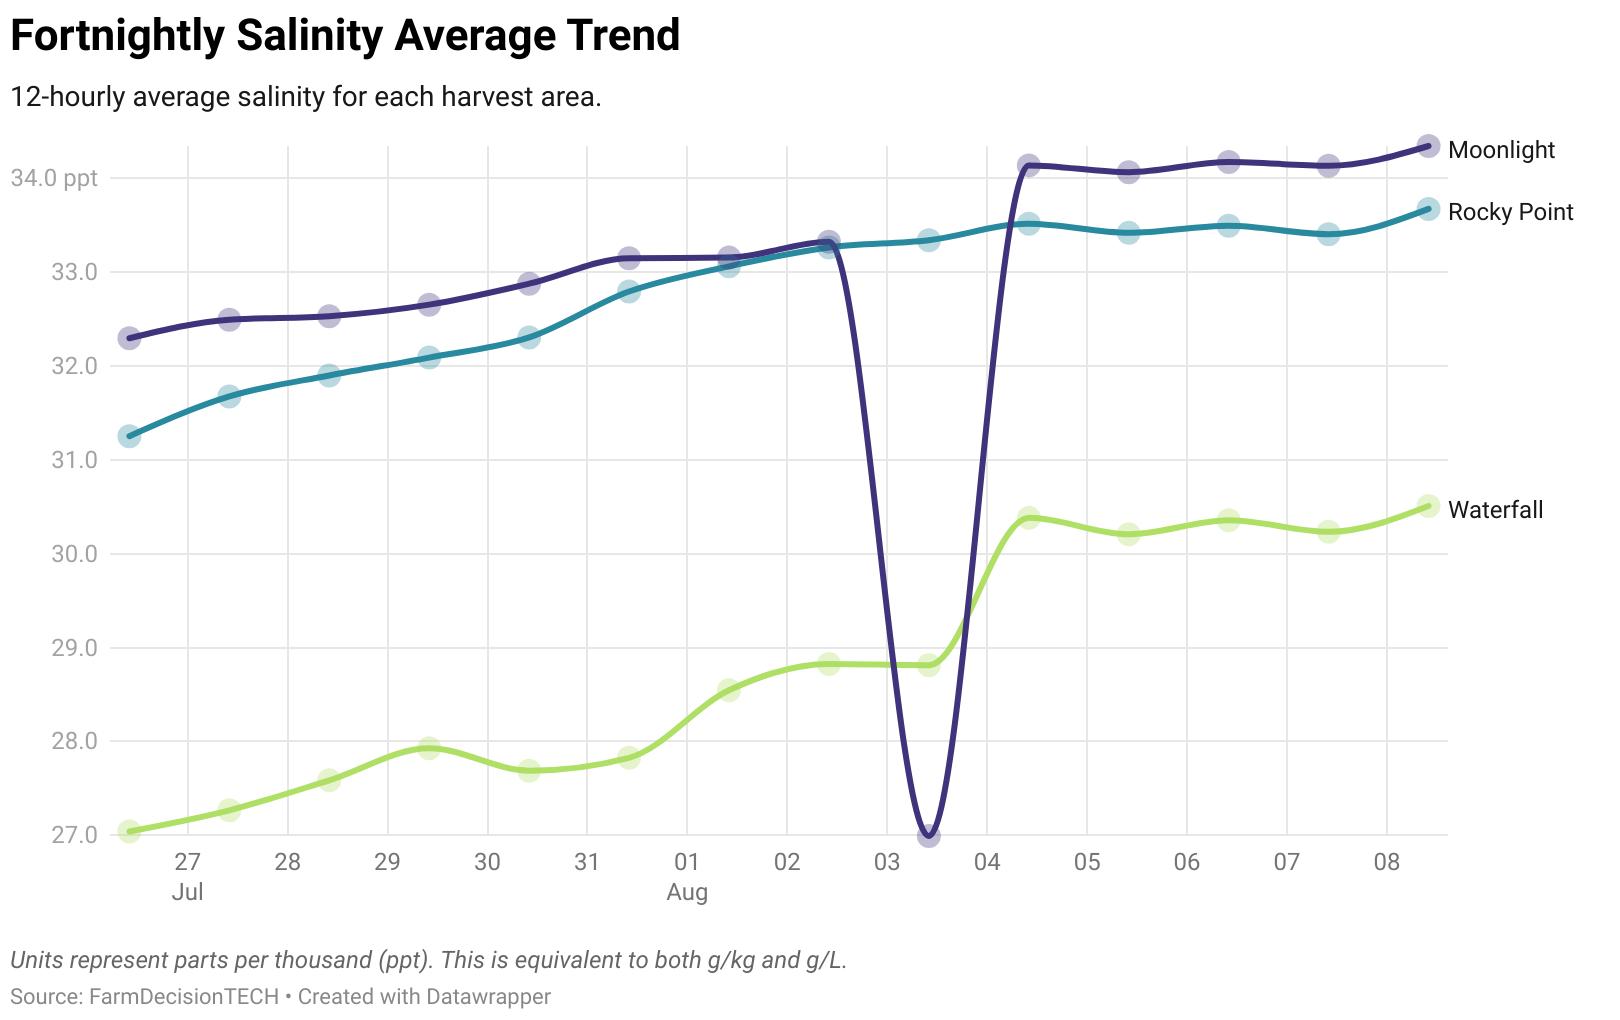 Fortnightly Salinity Average Trend
12-hourly average salinity for each harvest area.
Moonlight
34.0 ppt
Rocky Point
33.0
32.0
31.0
Waterfall
30.0
29.0
28.0
27.0
27 28 29 30 31 01 02 03 04 05 06 07 08
Jul Aug
Units represent parts per thousand (ppt). This is equivalent to both g/kg and g/L.
Source: FarmDecisionTECH • Created with Datawrapper